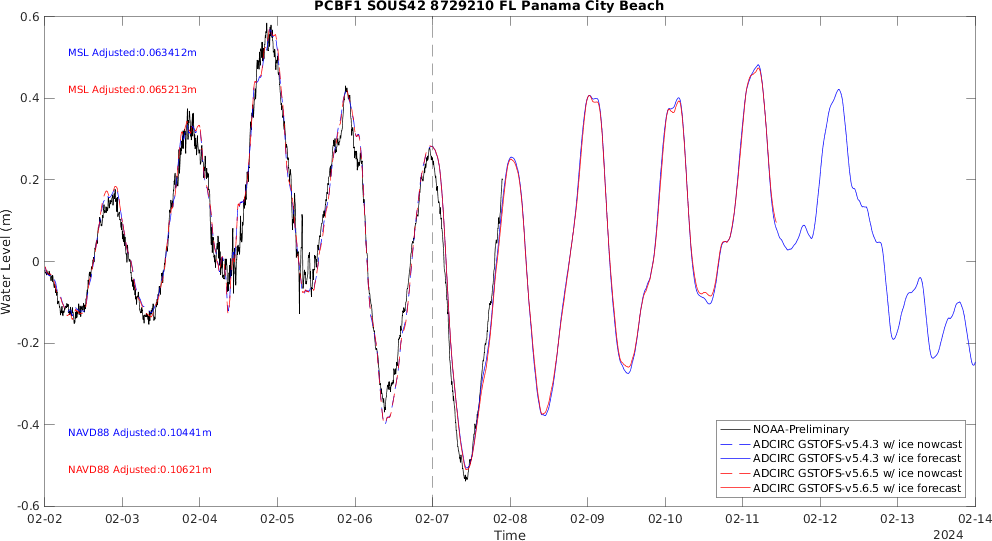 PCBF1 SOUS42 8729210 FL Panama City Beach
0.6
0.4
0.2
0
-0.2
-0.4
-0.6
Water Level (m)
MSL Adjusted:0.063412m
MSL Adjusted:0.065213m
NAVD88 Adjusted:0.10441m
NAVD88 Adjusted:0.10621m
NOAA-Preliminary
ADCIRC GSTOFS-v5.4.3 w/ ice nowcast
ADCIRC GSTOFS-v5.4.3 w/ ice forecast
ADCIRC GSTOFS-v5.6.5 w/ ice nowcast
ADCIRC GSTOFS-v5.6.5 w/ ice forecast
02-02 02-03 02-04 02-05 02-06 02-07 02-08 02-09 02-10 02-11 02-12 02-13 02-14
Time
2024